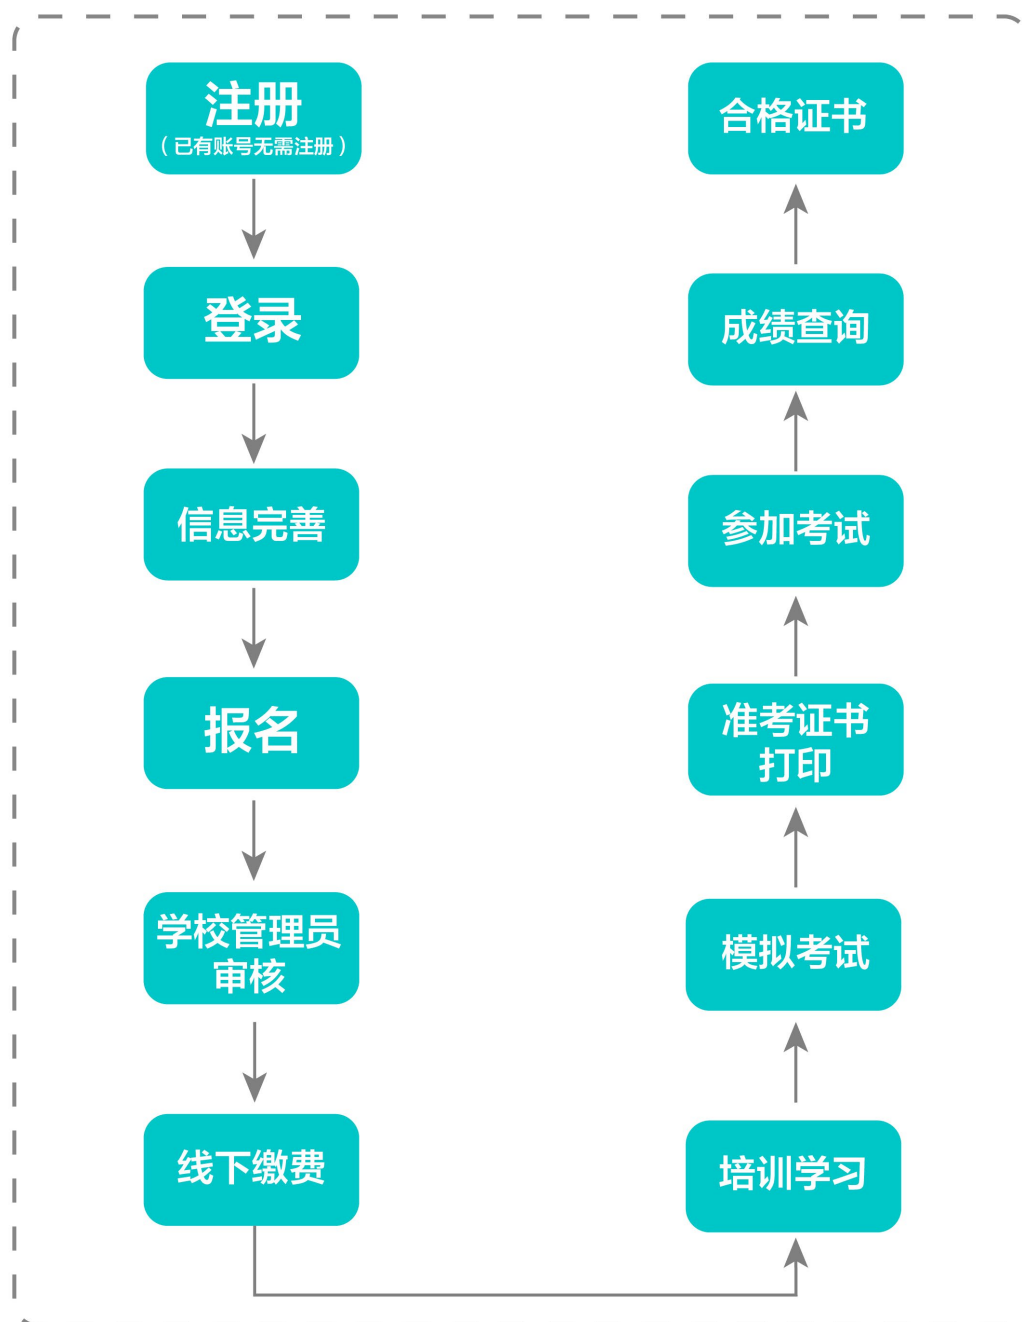 注册
（已有账号无需注册）
登录
信息完善
报名
学校管理员
审核
线下缴费
培训学习
模拟考试
准考证书
打印
参加考试
成绩查询
合格证书